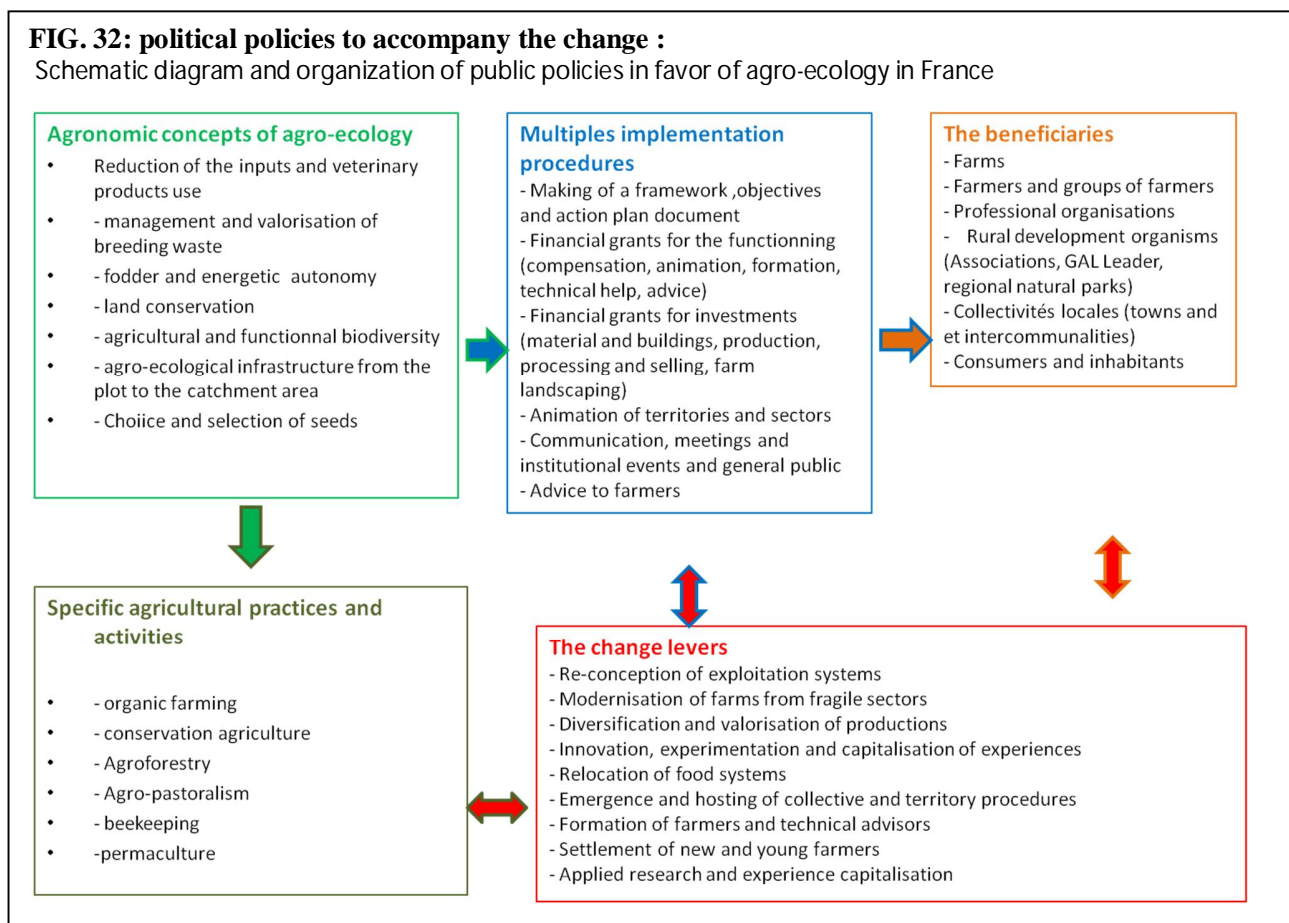 FIG. 32: political policies to accompany the change :
Schematic diagram and organization of public policies in favor of agro-ecology in France
Agronomic concepts of agro-ecology
• Reduction of the inputs and veterinary
products use
• - management and valorisation of
breeding waste
• - fodder and energetic autonomy
• - land conservation
• - agricultural and functionnal biodiversity
• - agro-ecological infrastructure from the
plot to the catchment area
• - Choiice and selection of seeds
Multiples implementation
procedures
- Making of a framework ,objectives
and action plan document
- Financial grants for the functionning
(compensation, animation, formation,
technical help, advice)
- Financial grants for investments
(material and buildings, production,
processing and selling, farm
landscaping)
- Animation of territories and sectors
- Communication, meetings and
institutional events and general public
- Advice to farmers
The beneficiaries
- Farms
- Farmers and groups of farmers
- Professional organisations
- Rural development organisms
(Associations, GAL Leader,
regional natural parks)
- Collectivités locales (towns and
et intercommunalities)
- Consumers and inhabitants
Specific agricultural practices and
activities
• - organic farming
• - conservation agriculture
• - Agroforestry
• - Agro-pastoralism
• - beekeeping
• -permaculture
The change levers
- Re-conception of exploitation systems
- Modernisation of farms from fragile sectors
- Diversification and valorisation of productions
- Innovation, experimentation and capitalisation of experiences
- Relocation of food systems
- Emergence and hosting of collective and territory procedures
- Formation of farmers and technical advisors
- Settlement of new and young farmers
- Applied research and experience capitalisation